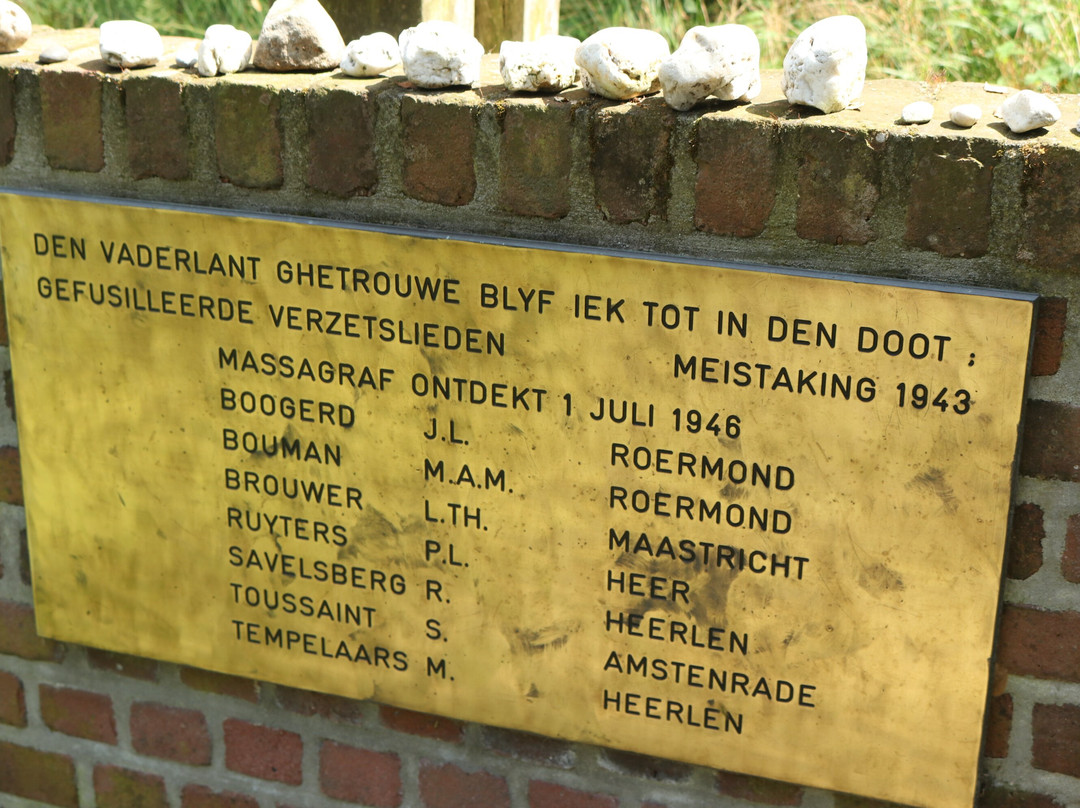 DEN VADERLANT GHETROUWE BLYF IEK TOT IN DEN DOOT :
GEFUSILLEERDE VERZETSLIEDEN MEISTAKING 1943
MASSAGRAF ONTDEKT 1 JULI 1946
BOOGERD J.L. ROERMOND
BOUMAN M.A.M. ROERMOND
BROUWER L.TH. MAASTRICHT
RUYTERS P.L. HEER
SAVELSBERG R. HEERLEN
TOUSSAINT S. AMSTENRADE
TEMPELAARS M. HEERLEN